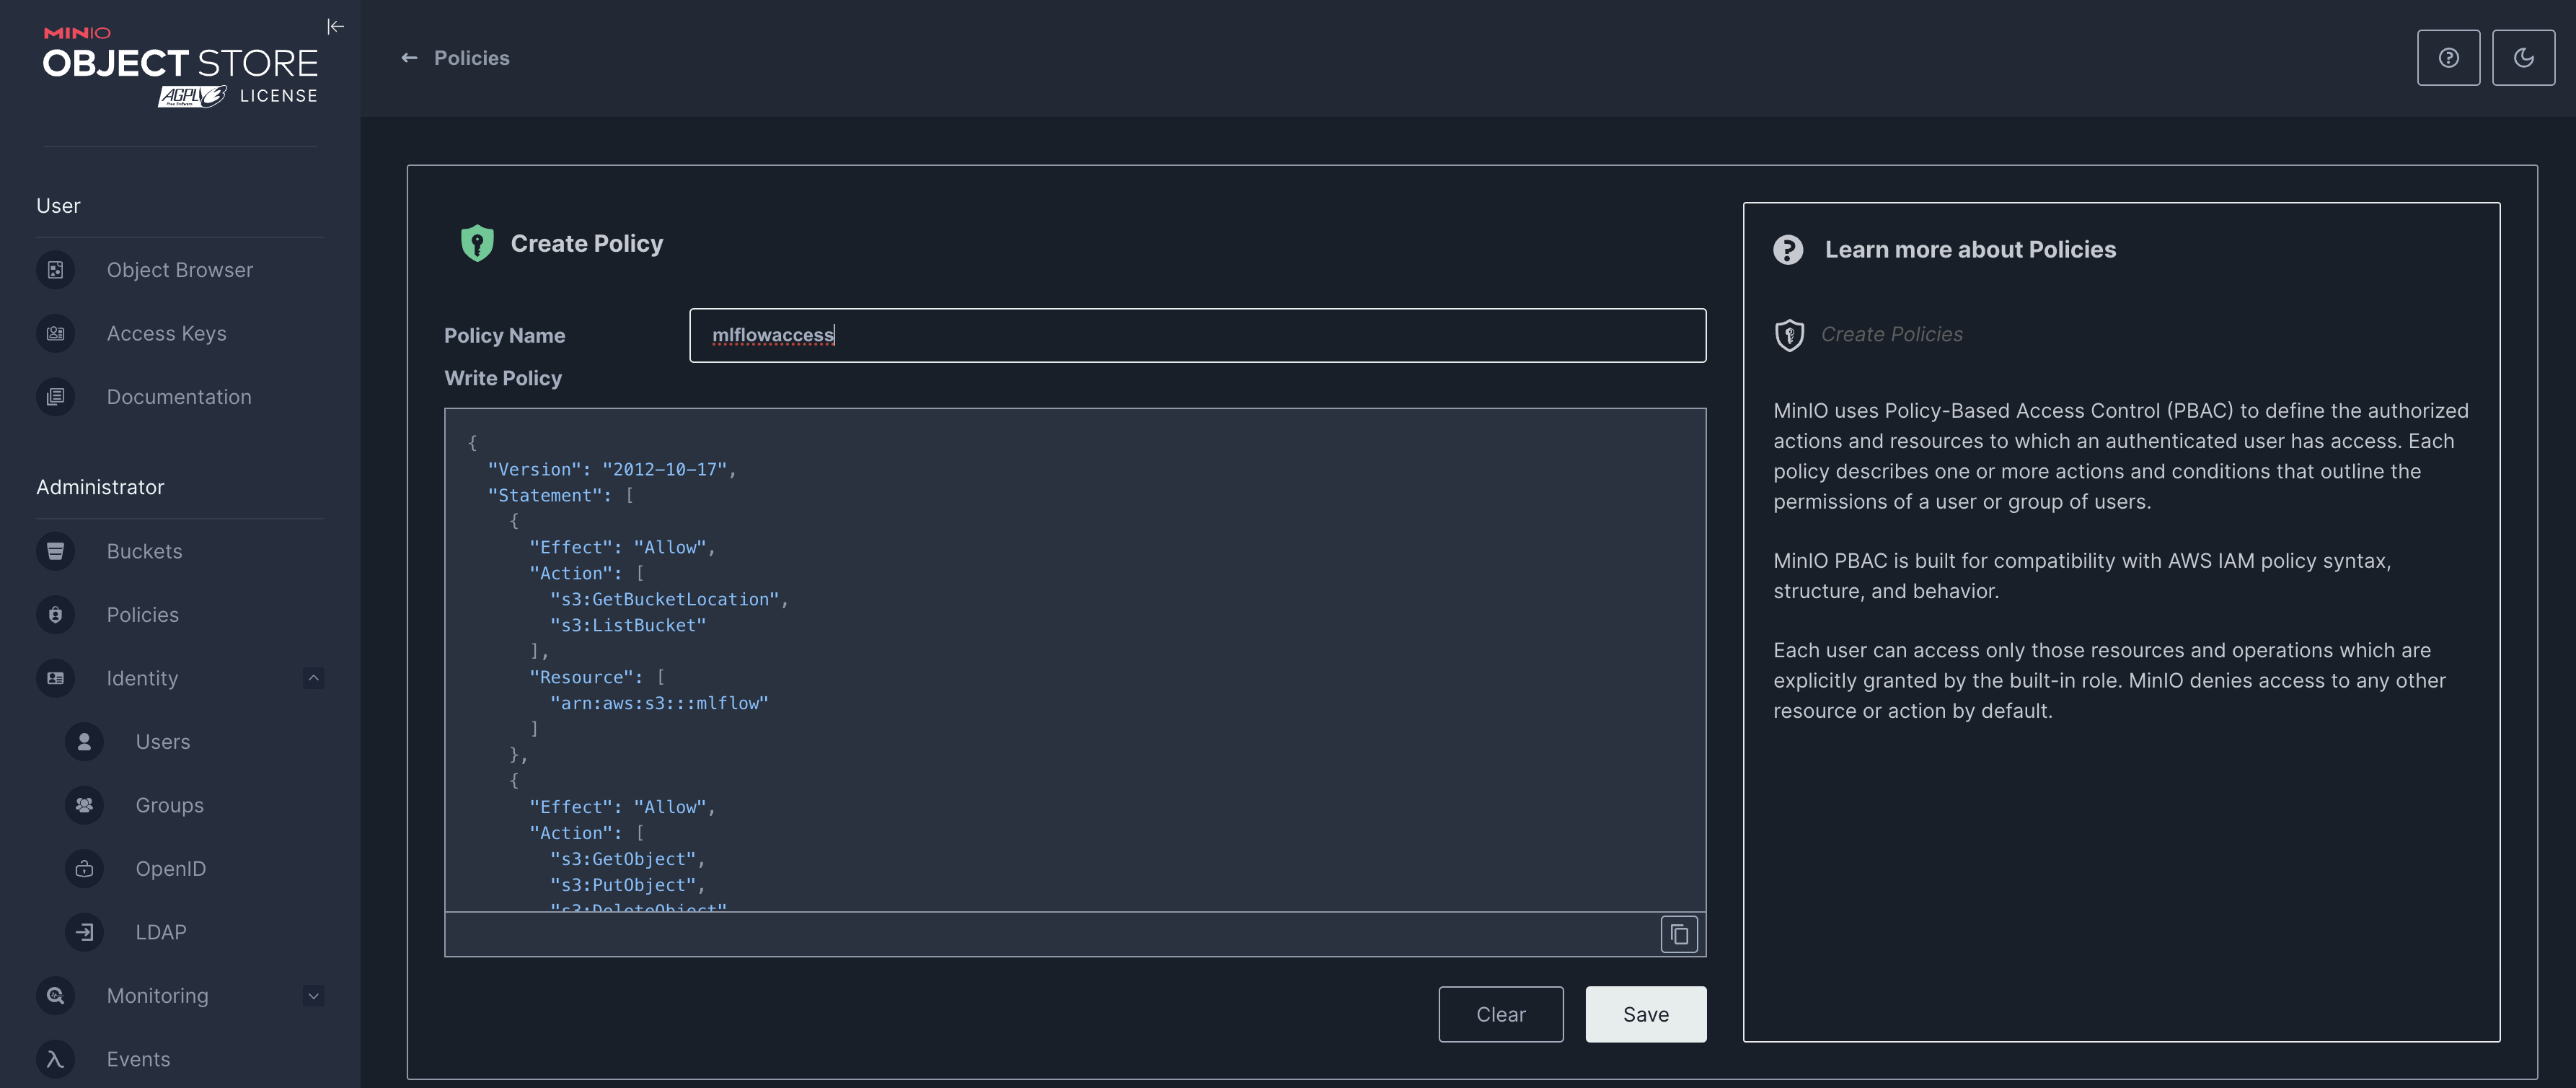 MINIO
OBJECT STORE
AGPLv3 LICENSE
User
Object Browser
Access Keys
Documentation
Administrator
Buckets
Policies
Identity
Users
Groups
OpenID
LDAP
Monitoring
Events
Policies
Create Policy
Policy Name
mlflowaccess
Write Policy
{
"Version": "2012-10-17",
"Statement": [
{
"Effect": "Allow",
"Action": [
"s3:GetBucketLocation",
"s3:ListBucket"
],
"Resource": [
"arn:aws:s3:::mlflow"
]
},
{
"Effect": "Allow",
"Action": [
"s3:GetObject",
"s3:PutObject",
"s3:DeleteObject"
Clear
Save
Learn more about Policies
Create Policies
MinIO uses Policy-Based Access Control (PBAC) to define the authorized
actions and resources to which an authenticated user has access. Each
policy describes one or more actions and conditions that outline the
permissions of a user or group of users.
MinIO PBAC is built for compatibility with AWS IAM policy syntax,
structure, and behavior.
Each user can access only those resources and operations which are
explicitly granted by the built-in role. MinIO denies access to any other
resource or action by default.